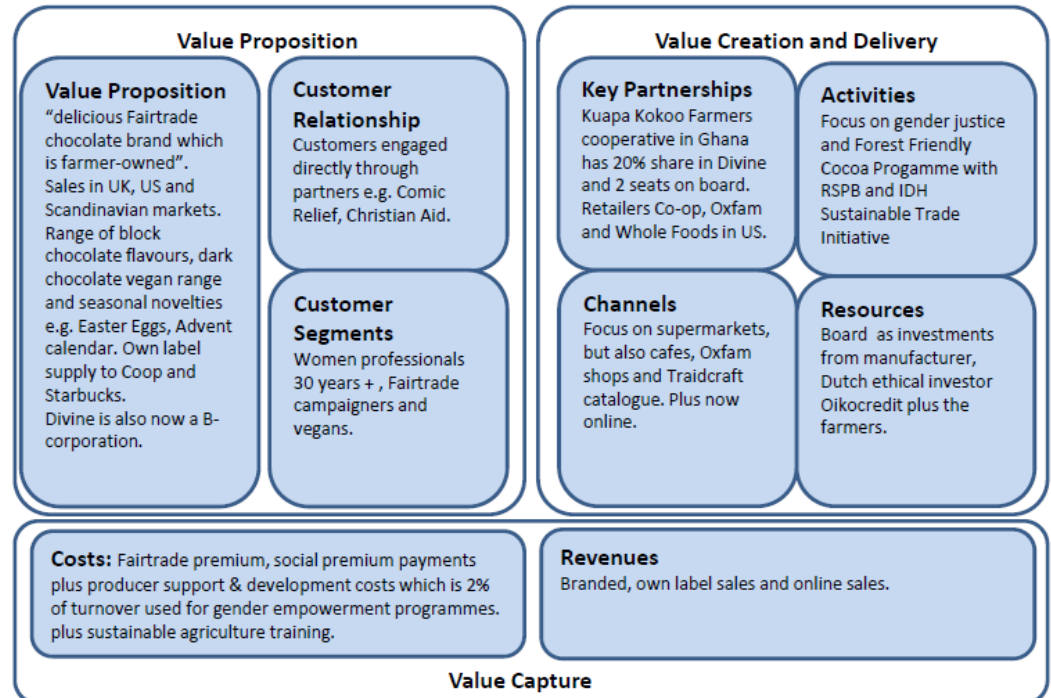 Value Proposition
Value Proposition
“delicious Fairtrade
chocolate brand which
is farmer-owned”.
Sales in UK, US and
Scandinavian markets.
Range of block
chocolate flavours, dark
chocolate vegan range
and seasonal novelties
e.g. Easter Eggs, Advent
calendar. Own label
supply to Coop and
Starbucks.
Divine is also now a B-
corporation.
Customer
Relationship
Customers engaged
directly through
partners e.g. Comic
Relief, Christian Aid.
Customer
Segments
Women professionals
30 years + , Fairtrade
campaigners and
vegans.
Value Creation and Delivery
Key Partnerships
Kuapa Kokoo Farmers
cooperative in Ghana
has 20% share in Divine
and 2 seats on board.
Retailers Co-op, Oxfam
and Whole Foods in US.
Activities
Focus on gender justice
and Forest Friendly
Cocoa Progamme with
RSPB and IDH
Sustainable Trade
Initiative
Channels
Focus on supermarkets,
but also cafes, Oxfam
shops and Traidcraft
catalogue. Plus now
online.
Resources
Board as investments
from manufacturer,
Dutch ethical investor
Oikocredit plus the
farmers.
Costs: Fairtrade premium, social premium payments
plus producer support & development costs which is 2%
of turnover used for gender empowerment programmes.
plus sustainable agriculture training.
Revenues
Branded, own label sales and online sales.
Value Capture